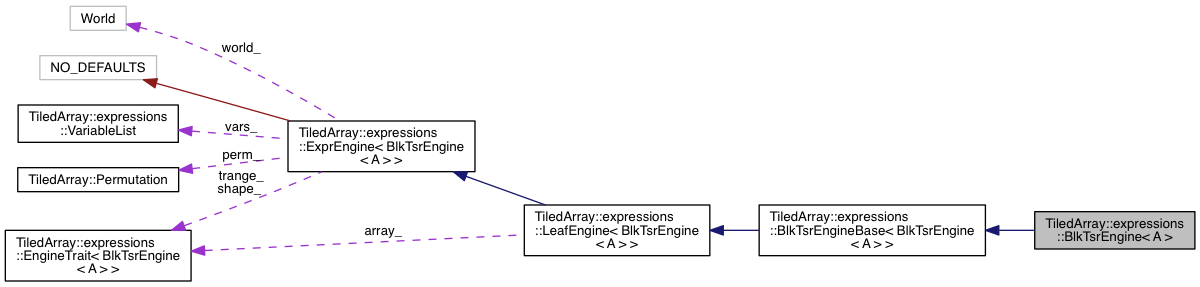 World
world_
NO_DEFAULTS
TiledArray::expressions
::VariableList
vars_
TiledArray::expressions
::ExprEngine< BlkTsrEngine
< A > >
perm_
TiledArray::Permutation
trange_
shape_
TiledArray::expressions
::EngineTrait< BlkTsrEngine
< A > >
array_
TiledArray::expressions
::LeafEngine< BlkTsrEngine
< A > >
TiledArray::expressions
::BlkTsrEngineBase< BlkTsrEngine
< A > >
TiledArray::expressions
::BlkTsrEngine< A >